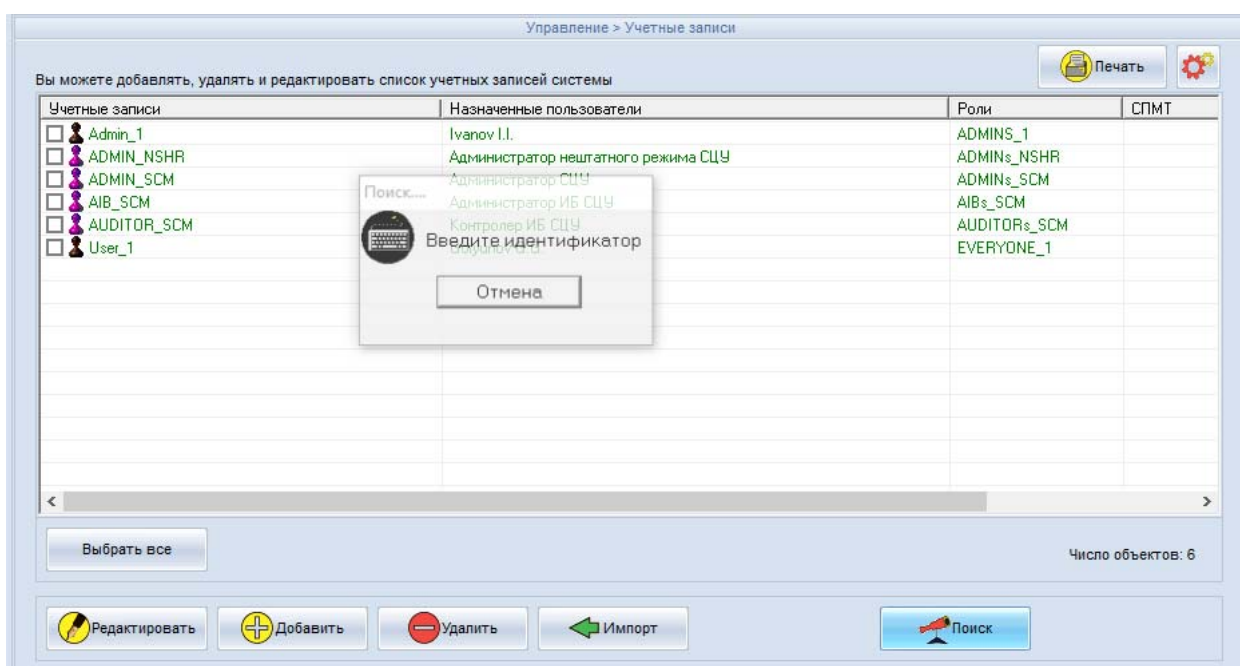 Управление > Учетные записи
Печать
Вы можете добавлять, удалять и редактировать список учетных записей системы
Учетные записи Назначенные пользователи Роли СПМТ
Admin_1 Ivanov I.I. ADMINS_1
ADMIN_NSHR Администратор нештатного режима СЦУ ADMINs_NSHR
ADMIN_SCM Администратор СЦУ ADMINs_SCM
Поиск....
AIB_SCM Администратор ИБ СЦУ AIBs_SCM
AUDITOR_SCM Контролер ИБ СЦУ AUDITORs_SCM
Введите идентификатор
User_1 EVERYONE_1
Отмена
Выбрать все
Число объектов: 6
Редактировать Добавить Удалить Импорт Поиск